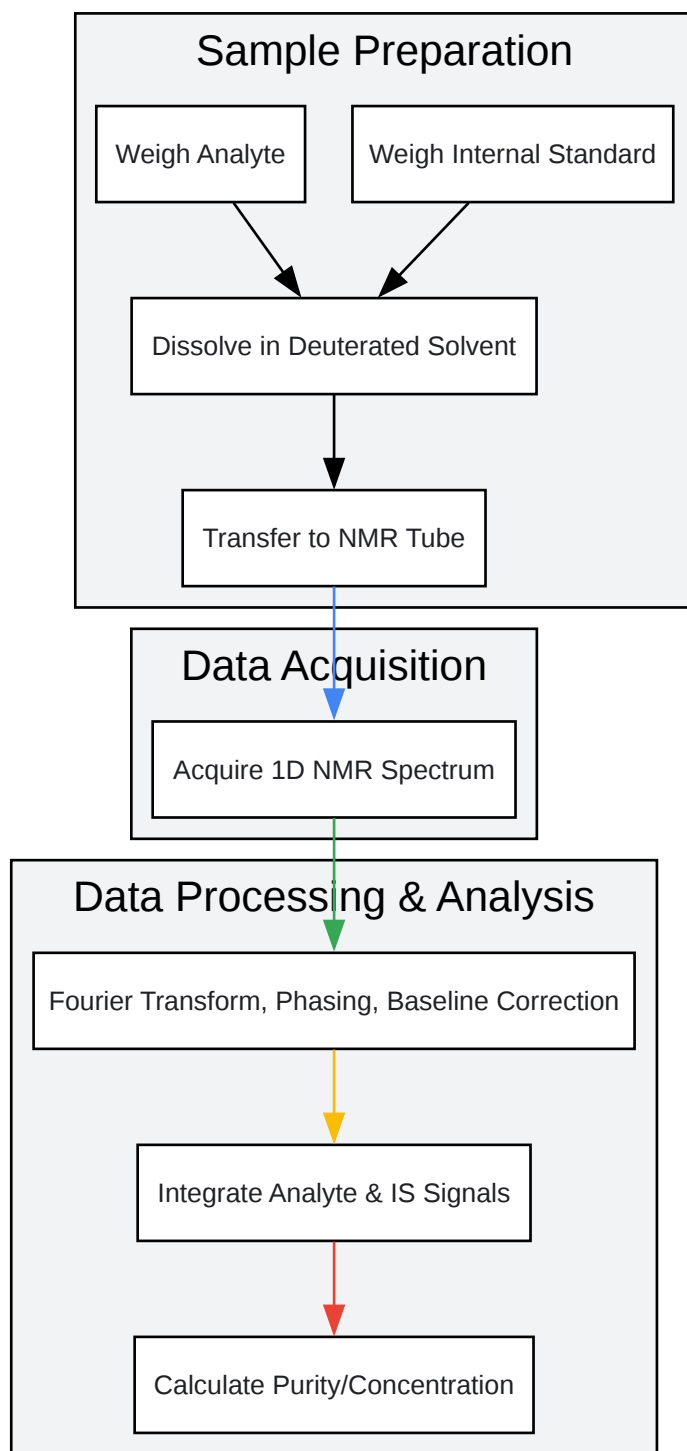 Sample Preparation
Weigh Analyte
Weigh Internal Standard
Dissolve in Deuterated Solvent
Transfer to NMR Tube
Data Acquisition
Acquire 1D NMR Spectrum
Data Processing & Analysis
Fourier Transform, Phasing, Baseline Correction
Integrate Analyte & IS Signals
Calculate Purity/Concentration